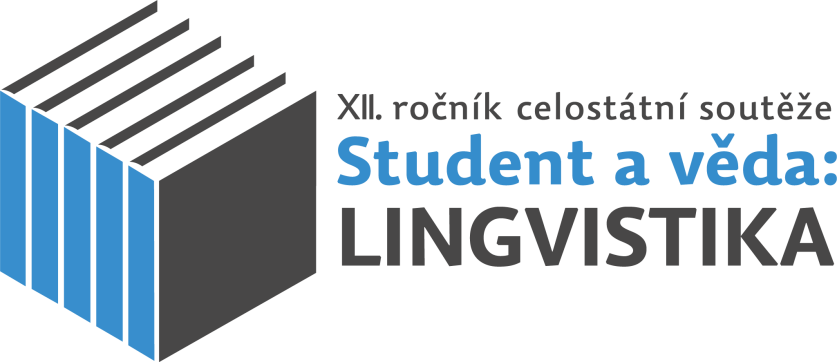 XII. ročník celostátní soutěže
Student a věda:
LINGVISTIKA